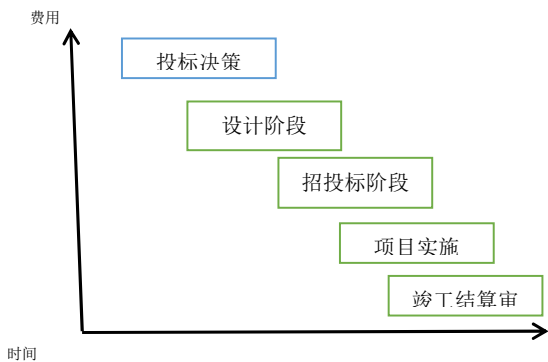 费用
投标决策
设计阶段
招投标阶段
项目实施
竣工结算审
时间